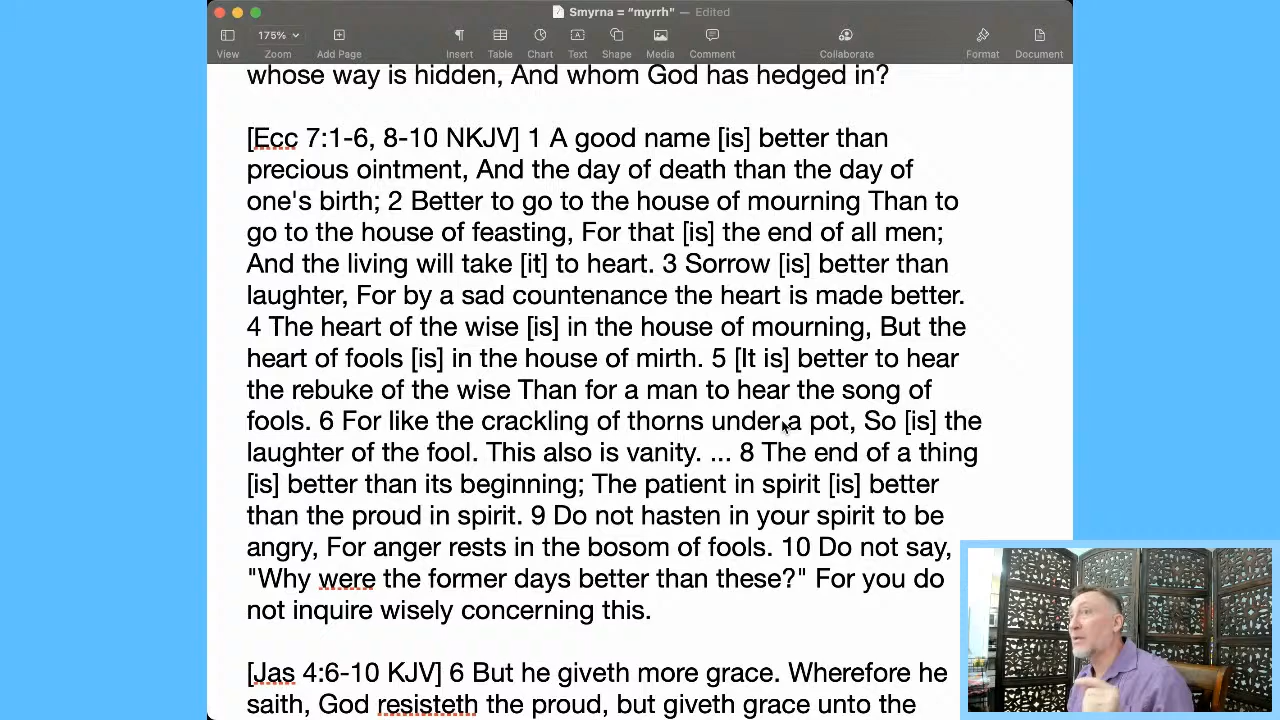 Smyrna = "myrrh" — Edited
175%
View
Zoom
Add Page
Insert
Table
Chart
Text
Shape
Media
Comment
Collaborate
Format
Document
whose way is hidden, And whom God has hedged in?
[Ecc 7:1-6, 8-10 NKJV] 1 A good name [is] better than
precious ointment, And the day of death than the day of
one's birth; 2 Better to go to the house of mourning Than to
go to the house of feasting, For that [is] the end of all men;
And the living will take [it] to heart. 3 Sorrow [is] better than
laughter, For by a sad countenance the heart is made better.
4 The heart of the wise [is] in the house of mourning, But the
heart of fools [is] in the house of mirth. 5 [It is] better to hear
the rebuke of the wise Than for a man to hear the song of
fools. 6 For like the crackling of thorns under a pot, So [is] the
laughter of the fool. This also is vanity. ... 8 The end of a thing
[is] better than its beginning; The patient in spirit [is] better
than the proud in spirit. 9 Do not hasten in your spirit to be
angry, For anger rests in the bosom of fools. 10 Do not say,
"Why were the former days better than these?" For you do
not inquire wisely concerning this.
[Jas 4:6-10 KJV] 6 But he giveth more grace. Wherefore he
saith, God resisteth the proud, but giveth grace unto the